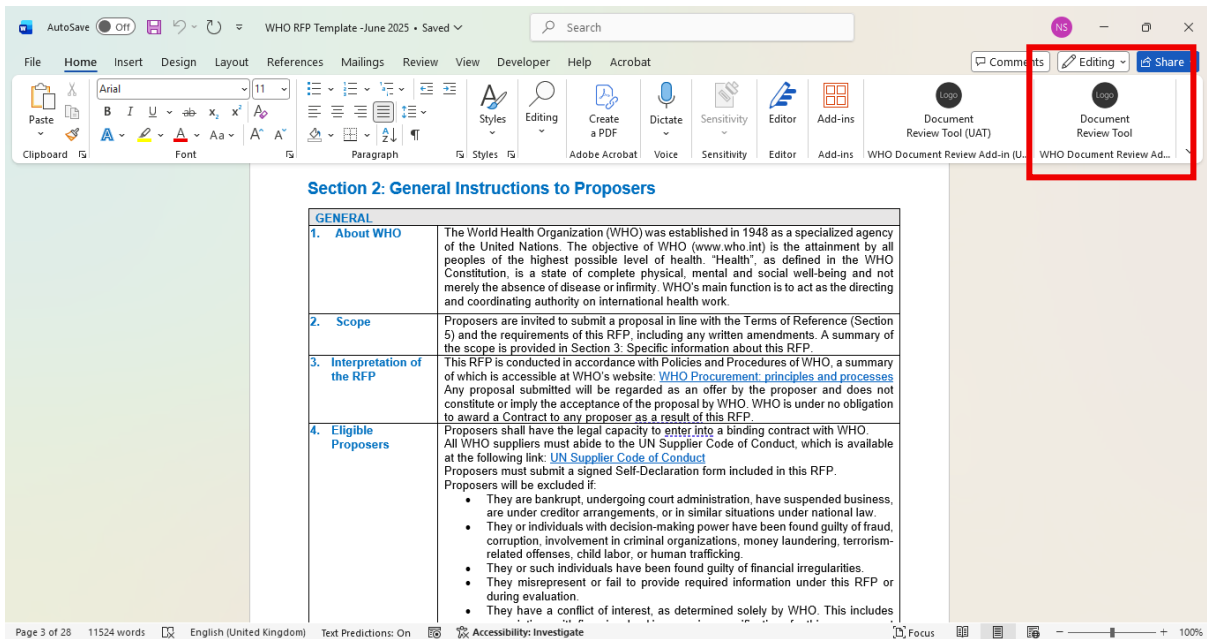 AutoSave Off WHO RFP Template -June 2025 • Saved Search NS
File Home Insert Design Layout References Mailings Review View Developer Help Acrobat Comments Editing Share
Arial 11
Logo Logo
Paste B I U ab x₂ x² Styles Editing Create a PDF Dictate Sensitivity Editor Add-ins Document Review Tool (UAT) Document Review Tool
A A Aa A A
Clipboard Font Paragraph Styles Adobe Acrobat Voice Sensitivity Editor Add-ins WHO Document Review Add-in (U... WHO Document Review Ad...
Section 2: General Instructions to Proposers
GENERAL
1. About WHO The World Health Organization (WHO) was established in 1948 as a specialized agency
of the United Nations. The objective of WHO (www.who.int) is the attainment by all
peoples of the highest possible level of health. “Health”, as defined in the WHO
Constitution, is a state of complete physical, mental and social well-being and not
merely the absence of disease or infirmity. WHO's main function is to act as the directing
and coordinating authority on international health work.
2. Scope Proposers are invited to submit a proposal in line with the Terms of Reference (Section
5) and the requirements of this RFP, including any written amendments. A summary of
the scope is provided in Section 3: Specific information about this RFP.
3. Interpretation of This RFP is conducted in accordance with Policies and Procedures of WHO, a summary
the RFP of which is accessible at WHO's website: WHO Procurement: principles and processes
Any proposal submitted will be regarded as an offer by the proposer and does not
constitute or imply the acceptance of the proposal by WHO. WHO is under no obligation
to award a Contract to any proposer as a result of this RFP.
4. Eligible Proposers shall have the legal capacity to enter into a binding contract with WHO.
Proposers All WHO suppliers must abide to the UN Supplier Code of Conduct, which is available
at the following link: UN Supplier Code of Conduct
Proposers must submit a signed Self-Declaration form included in this RFP.
Proposers will be excluded if:
• They are bankrupt, undergoing court administration, have suspended business,
are under creditor arrangements, or in similar situations under national law.
• They or individuals with decision-making power have been found guilty of fraud,
corruption, involvement in criminal organizations, money laundering, terrorism-
related offenses, child labor, or human trafficking.
• They or such individuals have been found guilty of financial irregularities.
• They misrepresent or fail to provide required information under this RFP or
during evaluation.
• They have a conflict of interest, as determined solely by WHO. This includes
Page 3 of 28 11524 words English (United Kingdom) Text Predictions: On Accessibility: Investigate Focus 100%